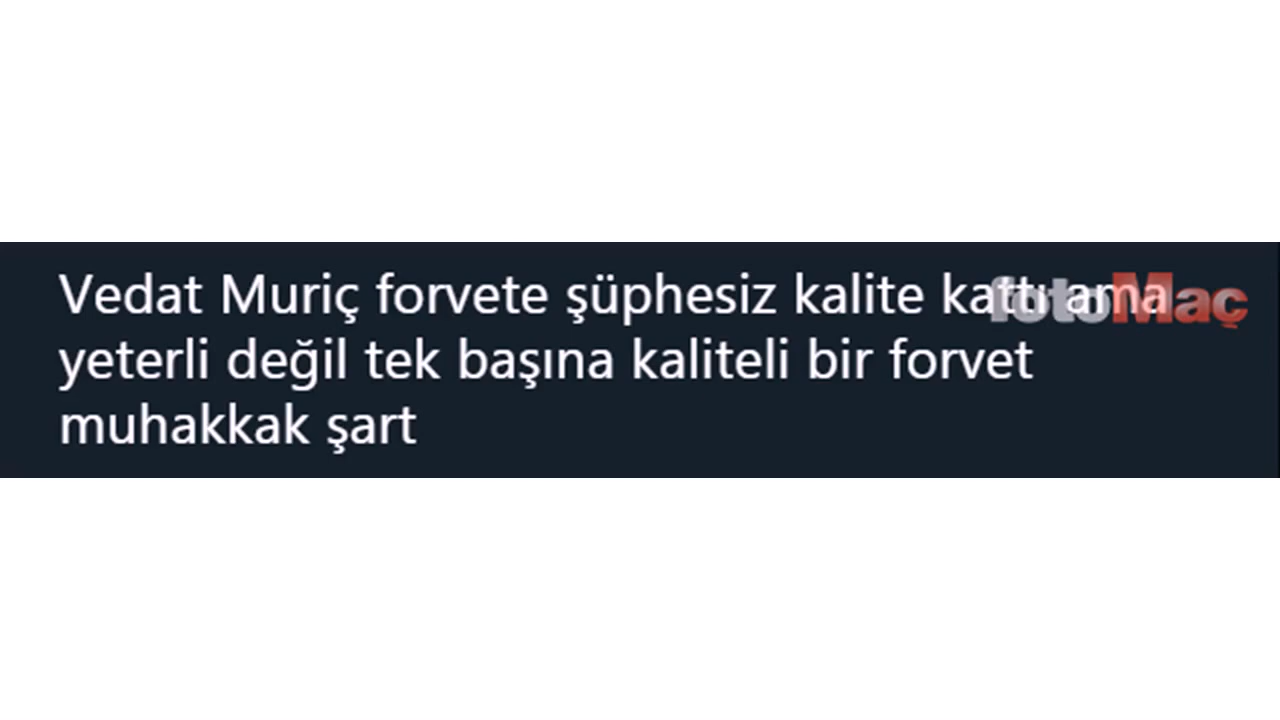 Vedat Muriç forvete şüphesiz kalite kattı ama
fotoMaç
yeterli değil tek başına kaliteli bir forvet
muhakkak şart